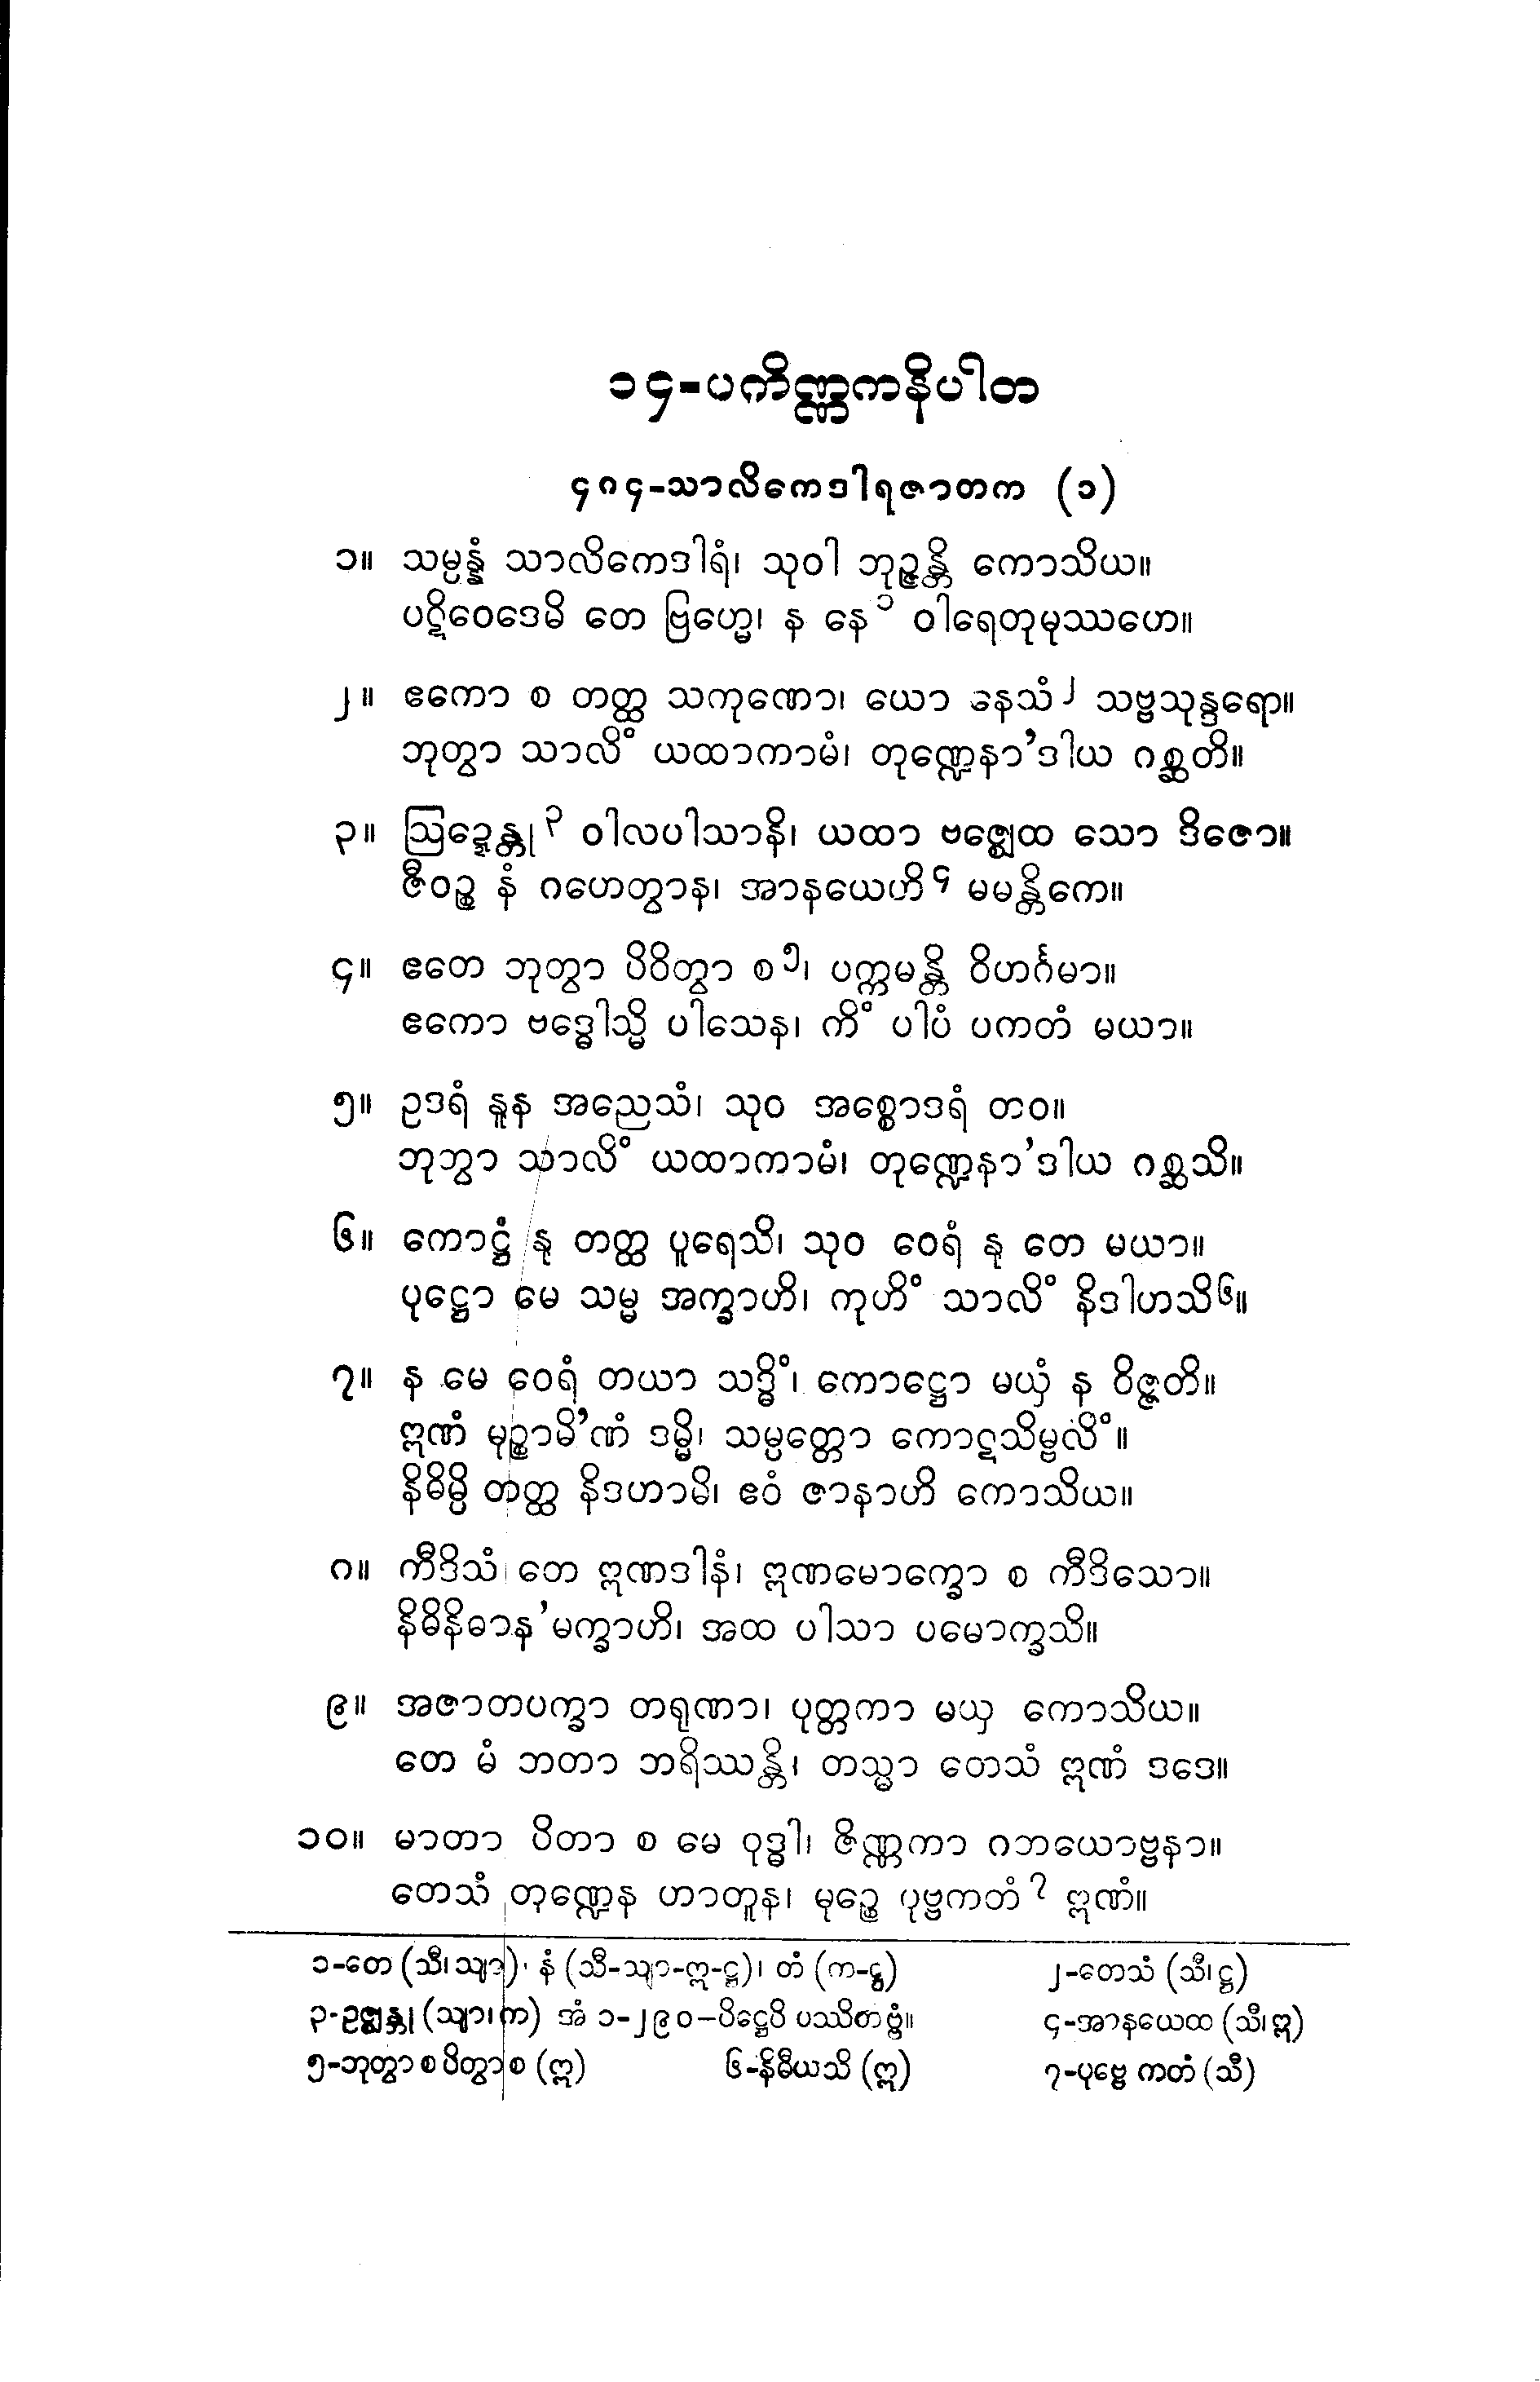 ၁၄-ပကိဏ္ဏကနိပါတ
၄၈၄-သာလိကေဒါရဇာတက (၁)
၁။ သမ္ပန္နံ သာလိကေဒါရံ၊ သုဝါ ဘုဉ္ဇန္တိ ကောသိယ။
ပဋိဝေဒေမိ တေ ဗြဟ္မေ၊ န နေ၁ ဝါရေတုမုဿဟေ။
၂။ ဧကော စ တတ္ထ သကုဏော၊ ယော နေသံ၂ သဗ္ဗသုန္ဒရော။
ဘုတွာ သာလိံ ယထာကာမံ၊ တုဏ္ဍေနာ’ဒါယ ဂစ္ဆတိ။
၃။ ဩဍ္ဍေန္တု၃ ဝါလပါသာနိ၊ ယထာ ဗဇ္ဈေထ သော ဒိဇော။
ဇီဝဉ္စ နံ ဂဟေတွာန၊ အာနယေဟိ၄ မမန္တိကေ။
၄။ ဧတေ ဘုတွာ ပိဝိတွာ စ၅၊ ပက္ကမန္တိ ဝိဟင်္ဂမာ။
ဧကော ဗဒ္ဓေါသ္မိ ပါသေန၊ ကိံ ပါပံ ပကတံ မယာ။
၅။ ဥဒရံ နူန အညေသံ၊ သုဝ အစ္စောဒရံ တဝ။
ဘုတွာ သာလိံ ယထာကာမံ၊ တုဏ္ဍေနာ’ဒါယ ဂစ္ဆသိ။
၆။ ကောဋ္ဌံ နု တတ္ထ ပူရေသိ၊ သုဝ ဝေရံ နု တေ မယာ။
ပုဋ္ဌော မေ သမ္မ အက္ခာဟိ၊ ကုဟိံ သာလိံ နိဒါဟသိ၆။
၇။ န မေ ဝေရံ တယာ သဒ္ဓိံ၊ ကောဋ္ဌော မယှံ န ဝိဇ္ဇတိ။
ဣဏံ မုဉ္စာမိ’ဏံ ဒမ္မိ၊ သမ္ပတ္တော ကောဋသိမ္ဗလိံ။
နိဓိမ္ပိ တတ္ထ နိဒဟာမိ၊ ဧဝံ ဇာနာဟိ ကောသိယ။
၈။ ကီဒိသံ တေ ဣဏဒါနံ၊ ဣဏမောက္ခော စ ကီဒိသော။
နိဓိနိဓာန’မက္ခာဟိ၊ အထ ပါသာ ပမောက္ခသိ။
၉။ အဇာတပက္ခာ တရုဏာ၊ ပုတ္တကာ မယှ ကောသိယ။
တေ မံ ဘတာ ဘရိဿန္တိ၊ တသ္မာ တေသံ ဣဏံ ဒဒေ။
၁၀။ မာတာ ပိတာ စ မေ ဝုဒ္ဓါ၊ ဇိဏ္ဏကာ ဂတယောဗ္ဗနာ။
တေသံ တုဏ္ဍေန ဟာတူန၊ မုဉ္စေ ပုဗ္ဗကတံ၇ ဣဏံ။
၁-တေ (သီ၊ သျာ)၊ နံ (သီ-သျာ-ဣ-ဋ္ဌ)၊ တံ (က-ဋ္ဌ) ၂-တေသံ (သီ၊ ဋ္ဌ)
၃-ဥဇ္ဈုန္တု (သျာ၊ က) အံ ၁-၂၉၀-ပိဋ္ဌေပိ ပဿိတဗ္ဗံ။ ၄-အာနယေထ (သီ၊ ဣ)
၅-ဘုတွာ စ ပိတွာ စ (ဣ) ၆-နိဓီယသိ (ဣ) ၇-ပုဗ္ဗေ ကတံ (သီ)